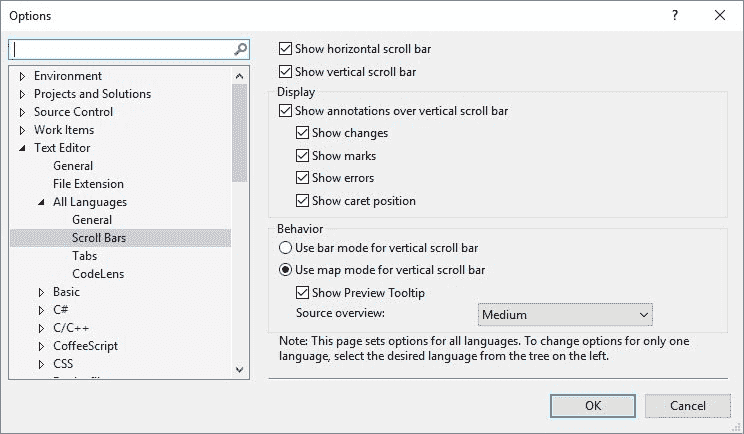 Options
Environment
Projects and Solutions
Source Control
Work Items
Text Editor
General
File Extension
All Languages
General
Scroll Bars
Tabs
CodeLens
Basic
C#
C/C++
CoffeeScript
CSS
Show horizontal scroll bar
Show vertical scroll bar
Display
Show annotations over vertical scroll bar
Show changes
Show marks
Show errors
Show caret position
Behavior
Use bar mode for vertical scroll bar
Use map mode for vertical scroll bar
Show Preview Tooltip
Source overview: Medium
Note: This page sets options for all languages. To change options for only one
language, select the desired language from the tree on the left.
OK Cancel